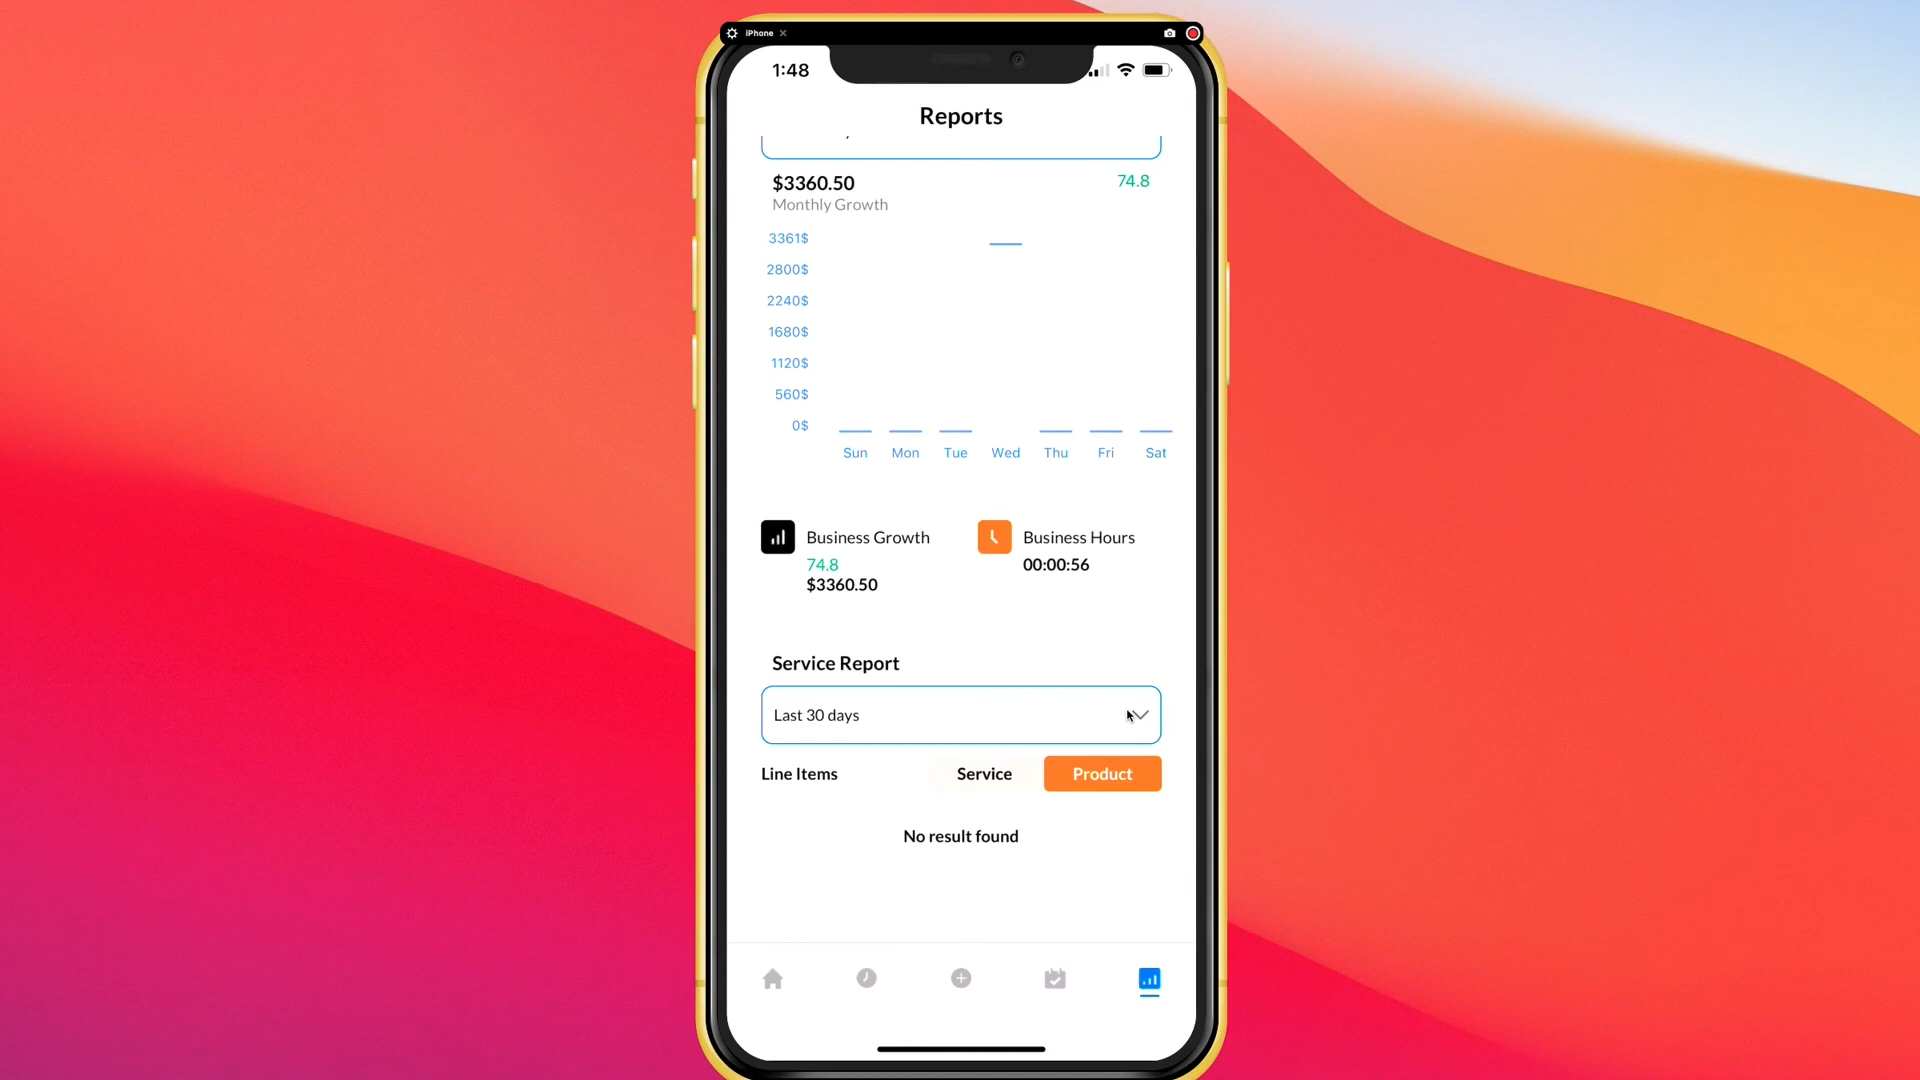 iPhone
1:48
Reports
$3360.50 74.8
Monthly Growth
3361$
2800$
2240$
1680$
1120$
560$
0$
Sun Mon Tue Wed Thu Fri Sat
Business Growth
74.8
$3360.50
Business Hours
00:00:56
Service Report
Last 30 days
Line Items Service Product
No result found